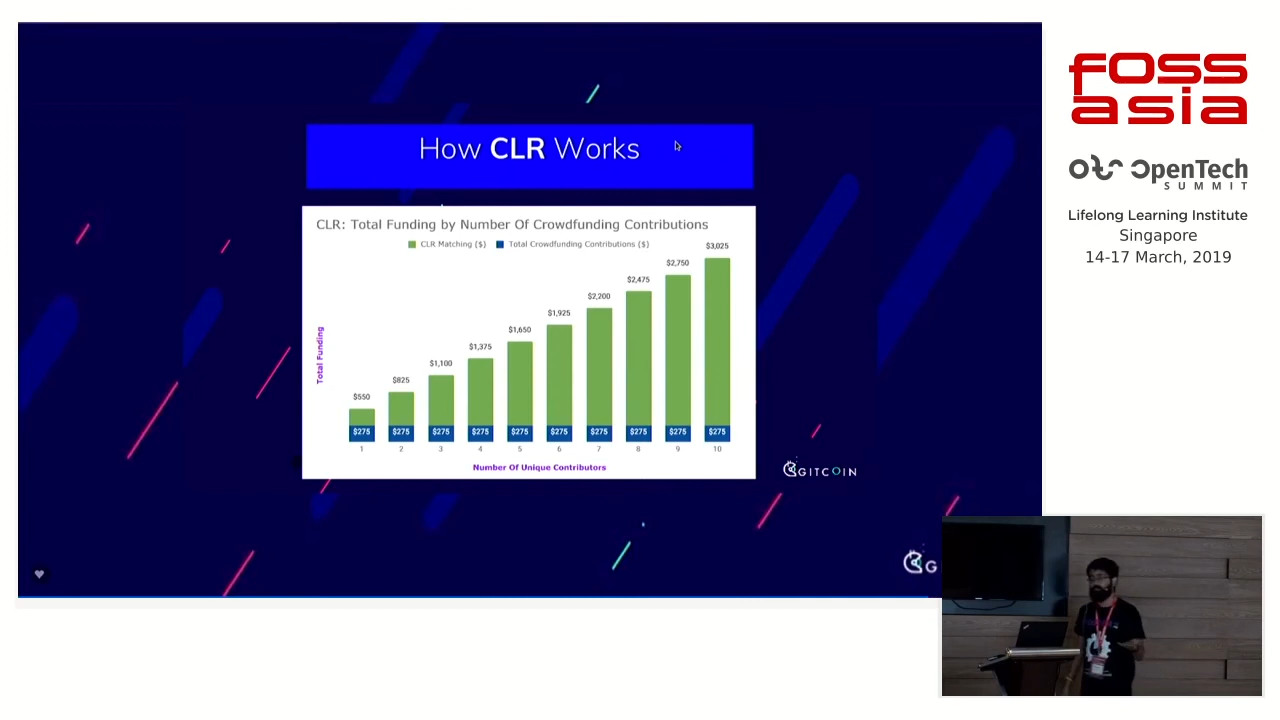 How CLR Works
CLR: Total Funding by Number Of Crowdfunding Contributions
CLR Matching ($) Total Crowdfunding Contributions ($)
Total Funding
$550 $825 $1,100 $1,375 $1,650 $1,925 $2,200 $2,475 $2,750 $3,025
$275 $275 $275 $275 $275 $275 $275 $275 $275 $275
1 2 3 4 5 6 7 8 9 10
Number Of Unique Contributors
GITCOIN
G
foss
asia
OpenTech
SUMMIT
Lifelong Learning Institute
Singapore
14-17 March, 2019